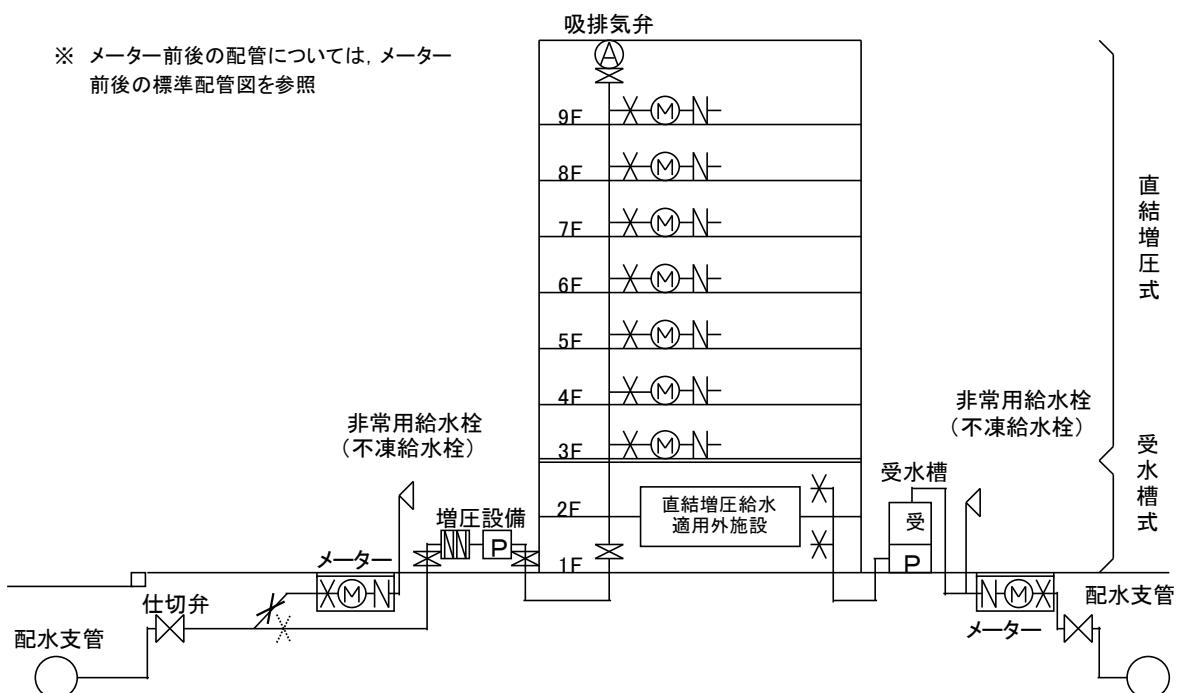 吸排気弁
※ メーター前後の配管については，メーター
前後の標準配管図を参照
A
9F
M N
8F
M N
7F
M N
6F
M N
5F
M N
4F
M N
3F
M N
直結増圧式
非常用給水栓
（不凍給水栓）
非常用給水栓
（不凍給水栓）
受水槽式
受水槽
2F
直結増圧給水
適用外施設
受
P
増圧設備
NN P
1F
メーター
M N
N M
メーター
仕切弁
配水支管
配水支管